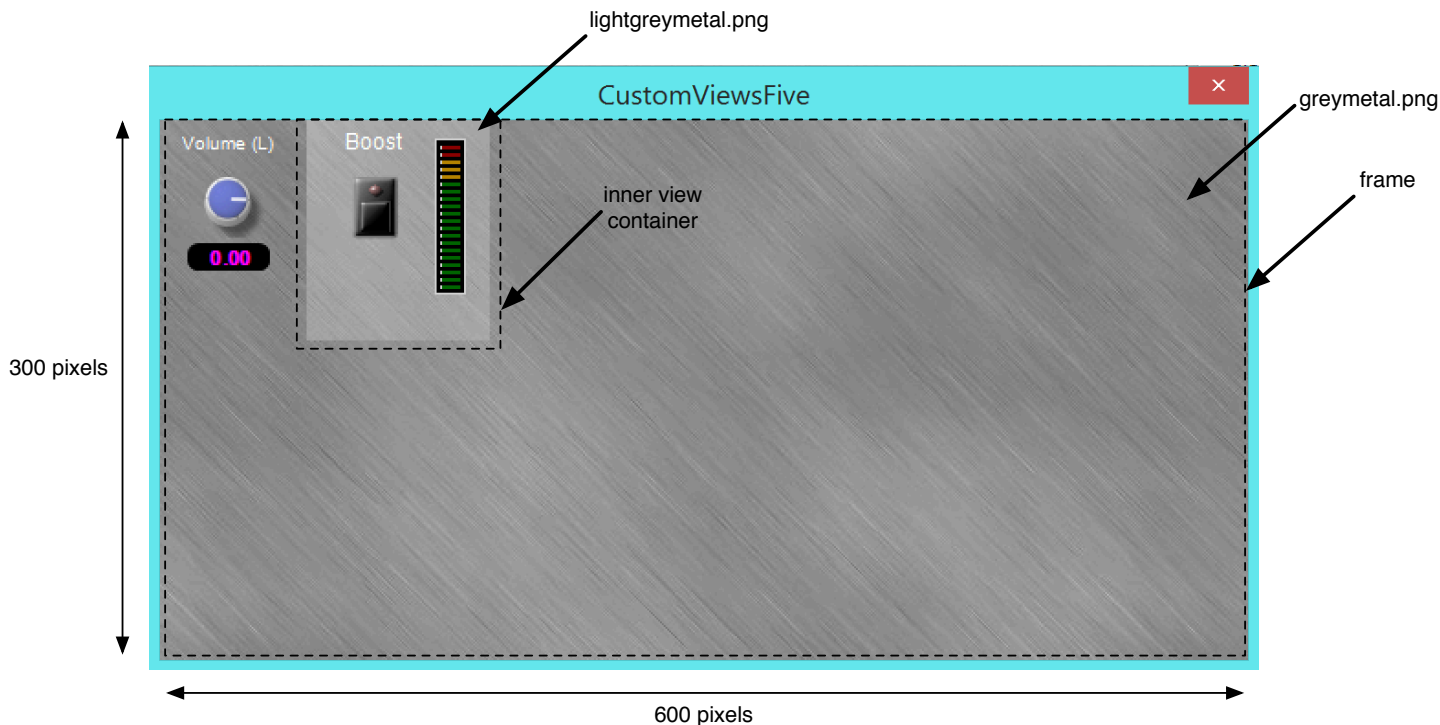 lightgreymetal.png
CustomViewsFive
×
greymetal.png
Volume (L)
Boost
frame
inner view
container
0.00
300 pixels
600 pixels